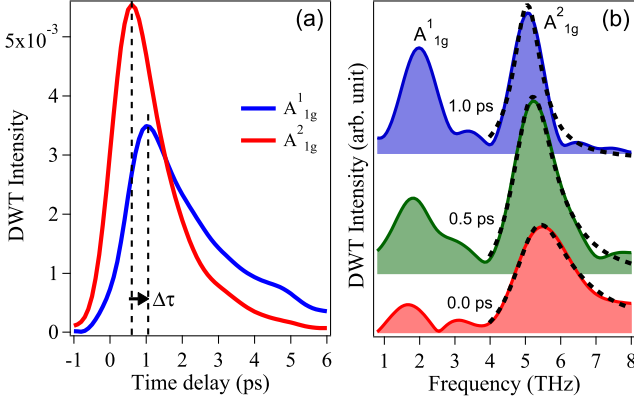 (a)
5x10⁻³
4
3
2
1
0
DWT Intensity
A¹₁g
A²₁g
Δτ
-1 0 1 2 3 4 5 6
Time delay (ps)
(b)
A¹₁g
A²₁g
1.0 ps
0.5 ps
0.0 ps
DWT Intensity (arb. unit)
1 2 3 4 5 6 7 8
Frequency (THz)